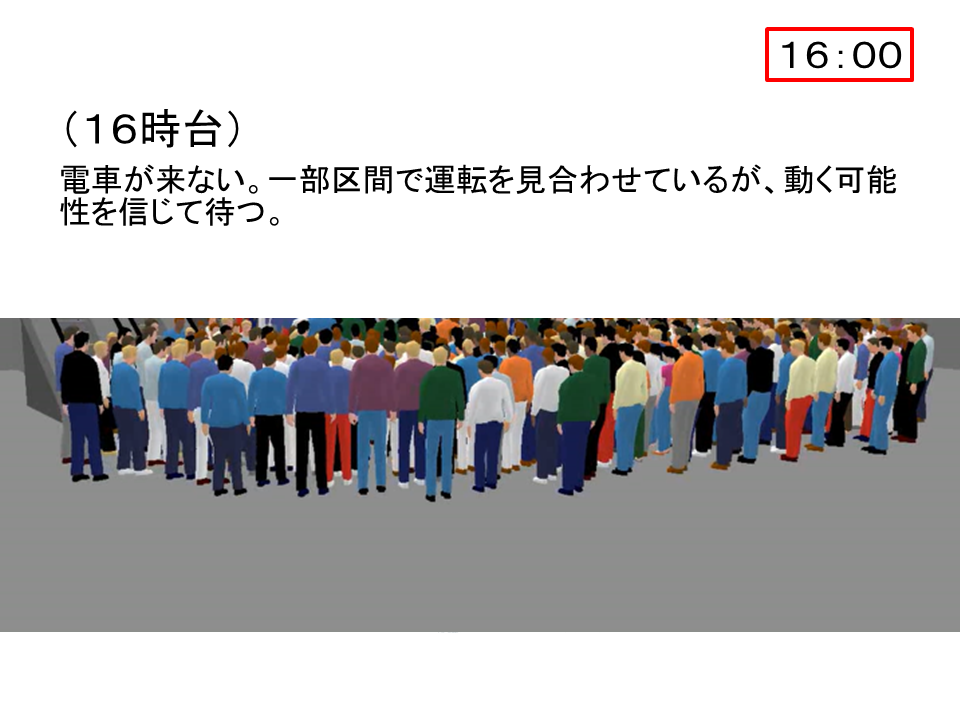 １６：００
（１６時台）
電車が来ない。一部区間で運転を見合わせているが、動く可能
性を信じて待つ。